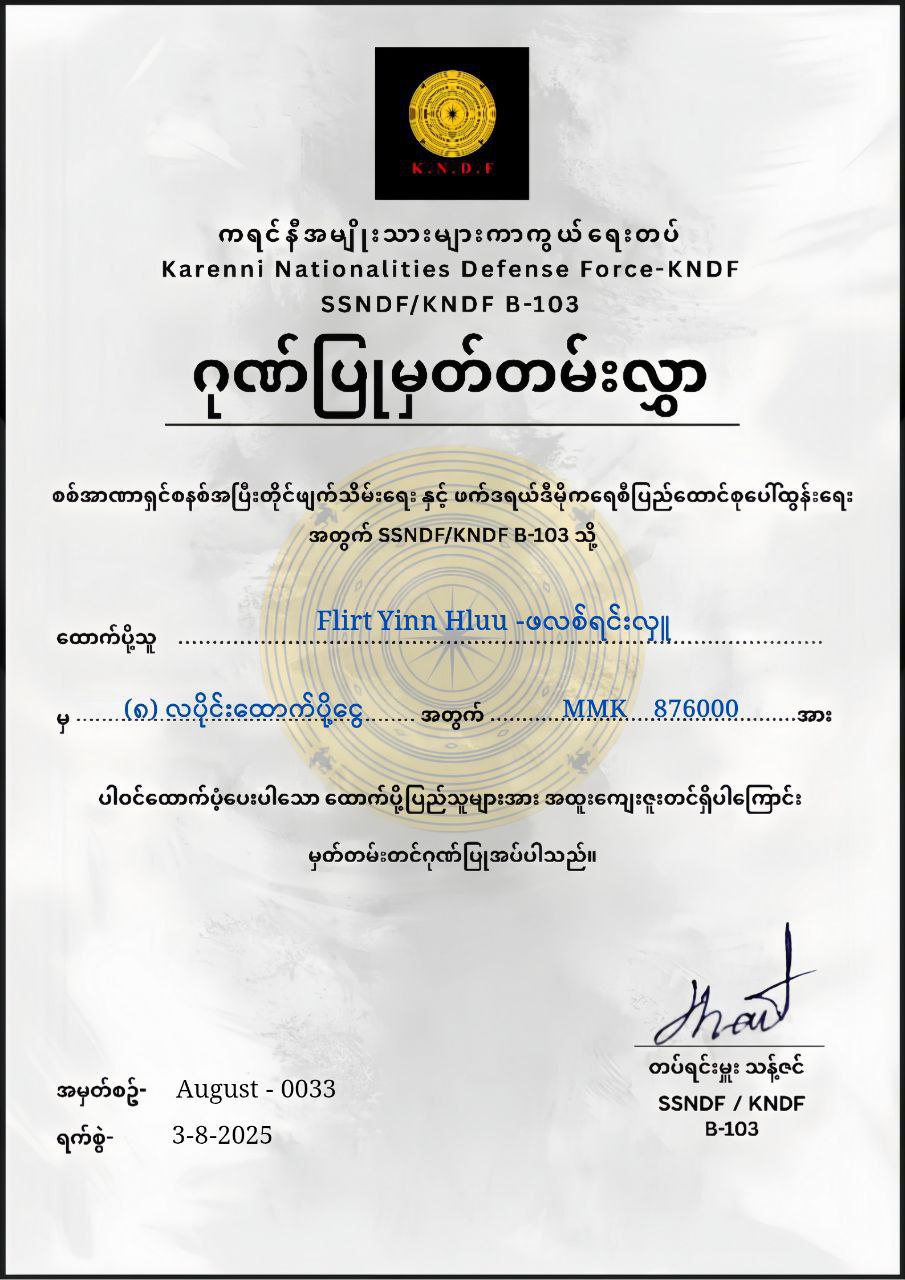 K.N.D.F
ကရင်နီအမျိုးသားများကာကွယ်ရေးတပ်
Karenni Nationalities Defense Force-KNDF
SSNDF/KNDF B-103
ဂုဏ်ပြုမှတ်တမ်းလွှာ
စစ်အာဏာရှင်စနစ်အပြီးတိုင်ဖျက်သိမ်းရေး နှင့် ဖက်ဒရယ်ဒီမိုကရေစီပြည်ထောင်စုပေါ်ထွန်းရေး
အတွက် SSNDF/KNDF B-103 သို့
ထောက်ပို့သူ ..... Flirt Yinn Hluu -ဖလစ်ရင်းလှူ .....
မှ ..... (၈) လပိုင်းထောက်ပို့ငွေ ..... အတွက် ..... MMK 876000 ..... အား
ပါဝင်ထောက်ပံ့ပေးပါသော ထောက်ပို့ပြည်သူများအား အထူးကျေးဇူးတင်ရှိပါကြောင်း
မှတ်တမ်းတင်ဂုဏ်ပြုအပ်ပါသည်။
တပ်ရင်းမှူး သန့်ဇင်
SSNDF / KNDF
B-103
အမှတ်စဥ်- August - 0033
ရက်စွဲ- 3-8-2025